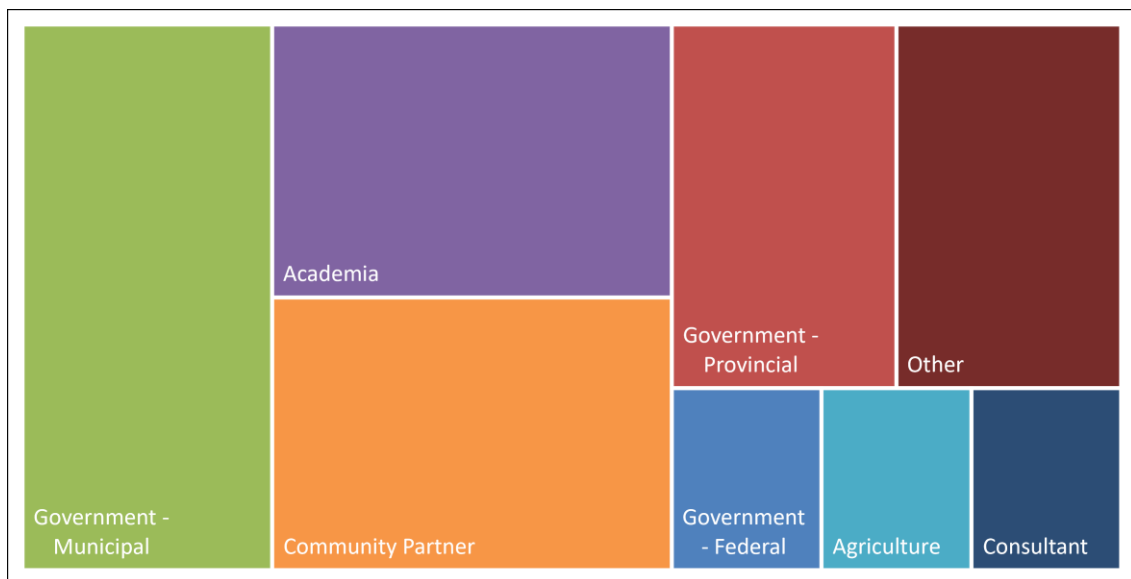 Government -
Municipal
Academia
Community Partner
Government -
Provincial
Other
Government
- Federal
Agriculture
Consultant